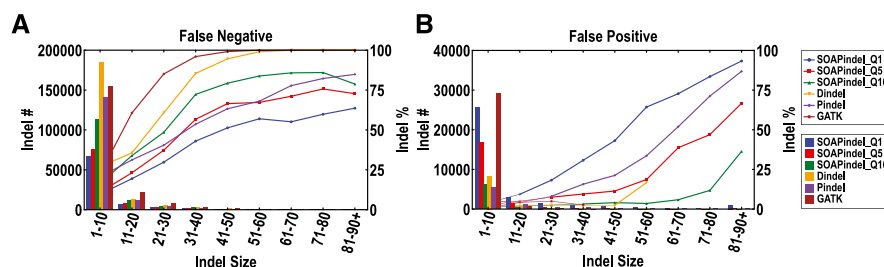 A
False Negative
Indel #
200000
150000
100000
50000
0
100
75
50
25
0
Indel %
1-10
11-20
21-30
31-40
41-50
51-60
61-70
71-80
81-90+
Indel Size
B
False Positive
Indel #
40000
30000
20000
10000
0
100
75
50
25
0
Indel %
1-10
11-20
21-30
31-40
41-50
51-60
61-70
71-80
81-90+
Indel Size
SOAPindel_Q1
SOAPindel_Q5
SOAPindel_Q10
Dindel
Pindel
GATK
SOAPindel_Q1
SOAPindel_Q5
SOAPindel_Q10
Dindel
Pindel
GATK